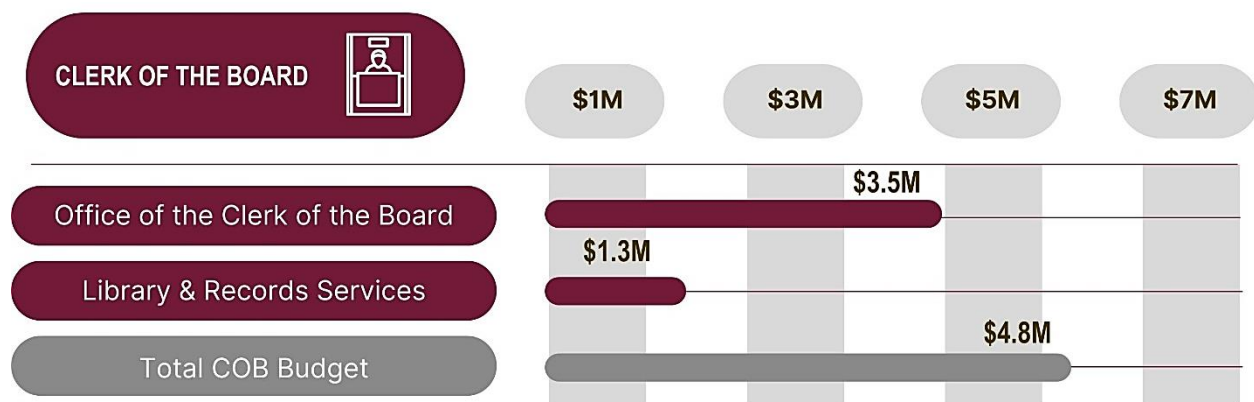 CLERK OF THE BOARD
$1M $3M $5M $7M
Office of the Clerk of the Board $3.5M
Library & Records Services $1.3M
Total COB Budget $4.8M